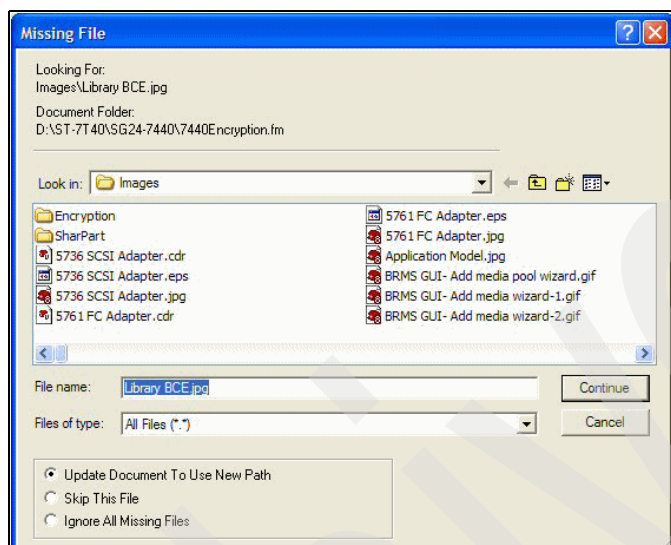 Missing File
Looking For:
Images\Library BCE.jpg
Document Folder:
D:\ST-7T40\SG24-7440\7440Encryption.fm
Look in: Images
Encryption
SharPart
5736 SCSI Adapter.cdr
5736 SCSI Adapter.eps
5736 SCSI Adapter.jpg
5761 FC Adapter.cdr
5761 FC Adapter.eps
5761 FC Adapter.jpg
Application Model.jpg
BRMS GUI- Add media pool wizard.gif
BRMS GUI- Add media wizard-1.gif
BRMS GUI- Add media wizard-2.gif
File name: Library BCE.jpg Continue
Files of type: All Files (*.*) Cancel
Update Document To Use New Path
Skip This File
Ignore All Missing Files